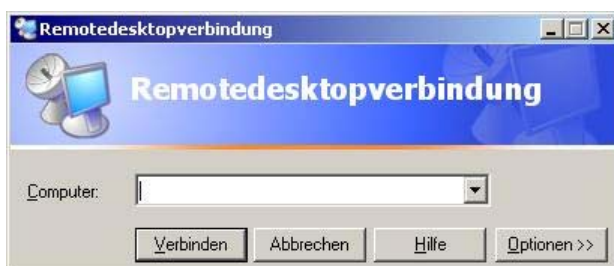 Remotedesktopverbindung
Remotedesktopverbindung
Computer:
Verbinden Abbrechen Hilfe Optionen >>